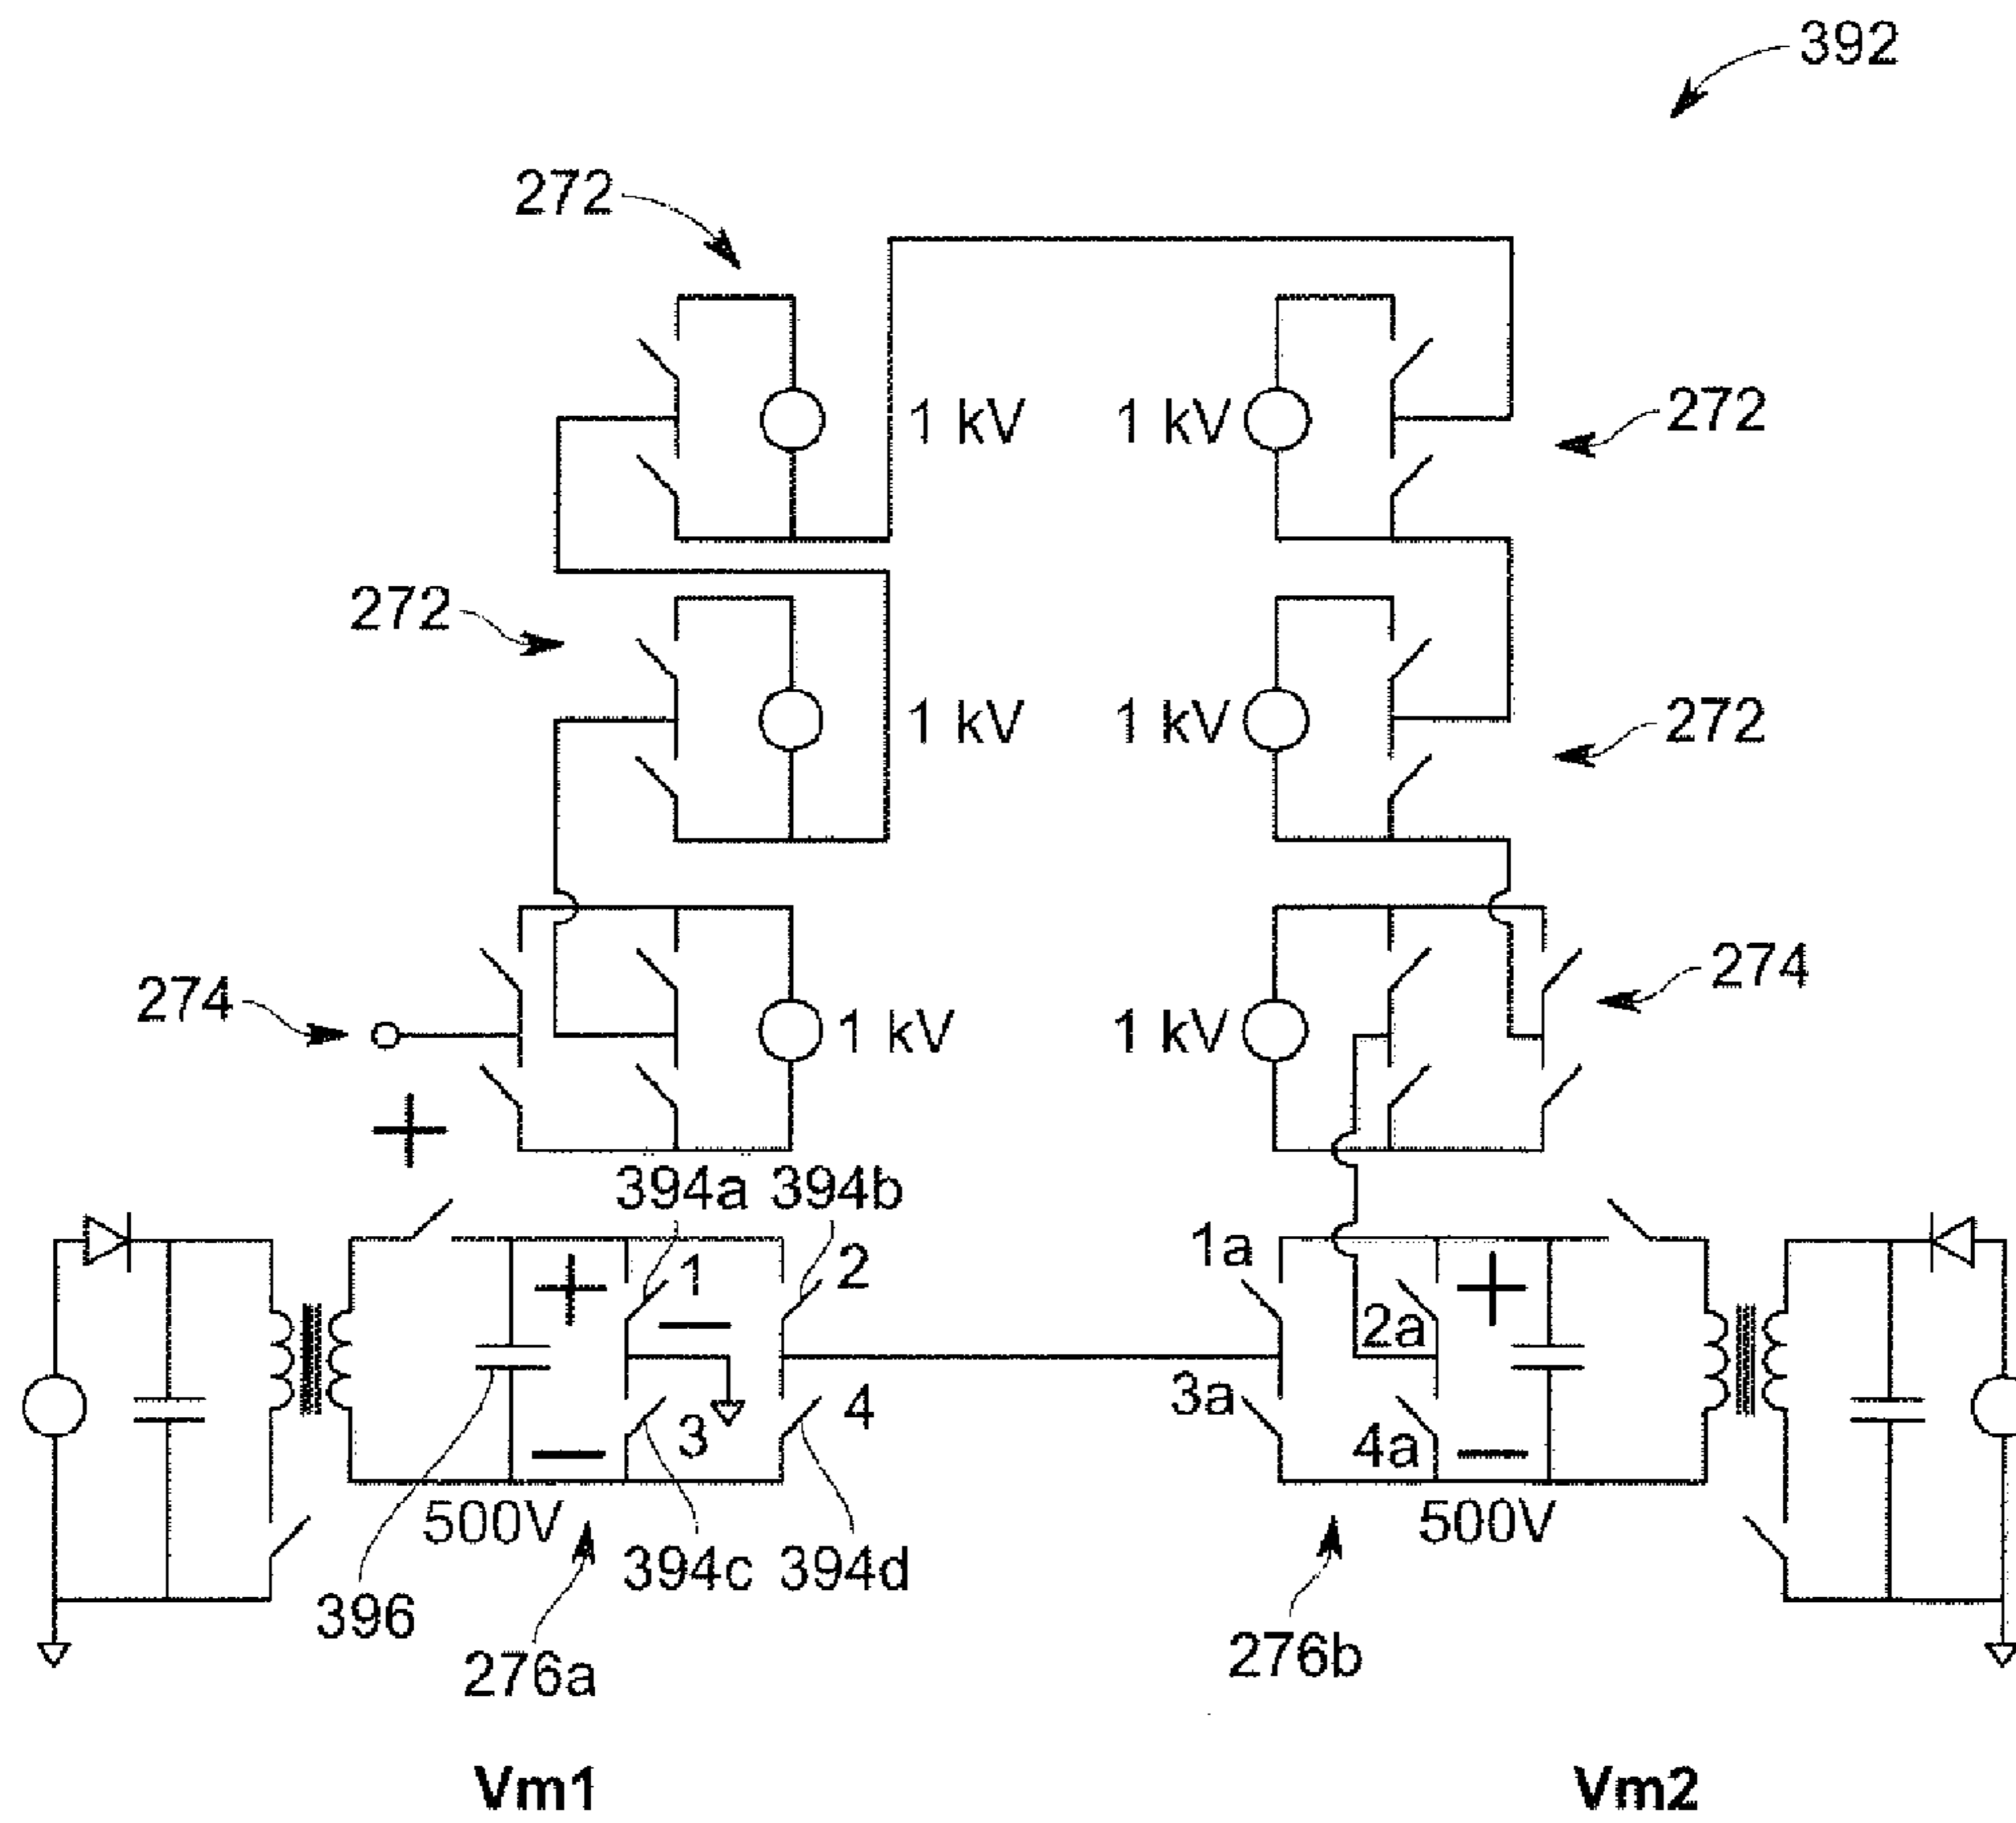 392
272
1 kV 1 kV 272
272
1 kV 1 kV 272
274 1 kV 1 kV 274
+
394a 394b
+ 1 2 1a 2a +
−
− 3 4 3a 4a −
500V 500V
394c 394d
396
276a 276b
Vm1 Vm2